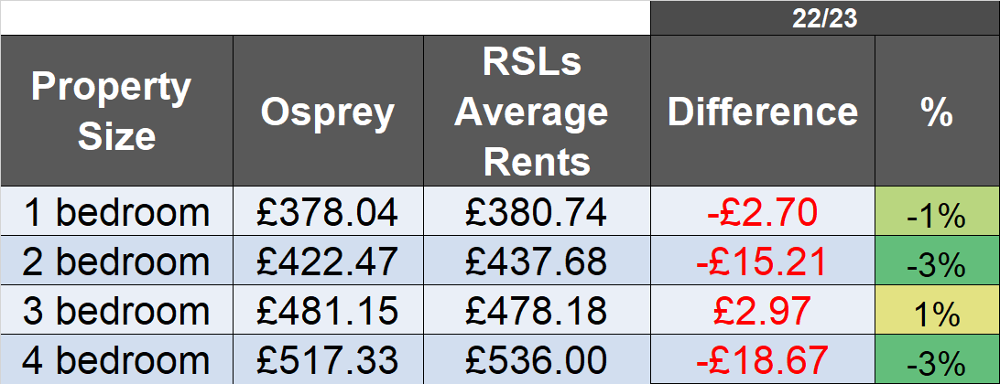 22/23
Property Size Osprey RSLs Average Rents Difference %
1 bedroom £378.04 £380.74 -£2.70 -1%
2 bedroom £422.47 £437.68 -£15.21 -3%
3 bedroom £481.15 £478.18 £2.97 1%
4 bedroom £517.33 £536.00 -£18.67 -3%